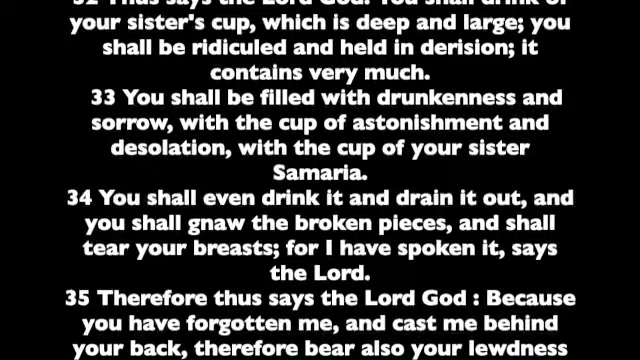 32 Thus says the Lord God: You shall drink of
your sister's cup, which is deep and large; you
shall be ridiculed and held in derision; it
contains very much.
33 You shall be filled with drunkenness and
sorrow, with the cup of astonishment and
desolation, with the cup of your sister
Samaria.
34 You shall even drink it and drain it out, and
you shall gnaw the broken pieces, and shall
tear your breasts; for I have spoken it, says
the Lord.
35 Therefore thus says the Lord God : Because
you have forgotten me, and cast me behind
your back, therefore bear also your lewdness